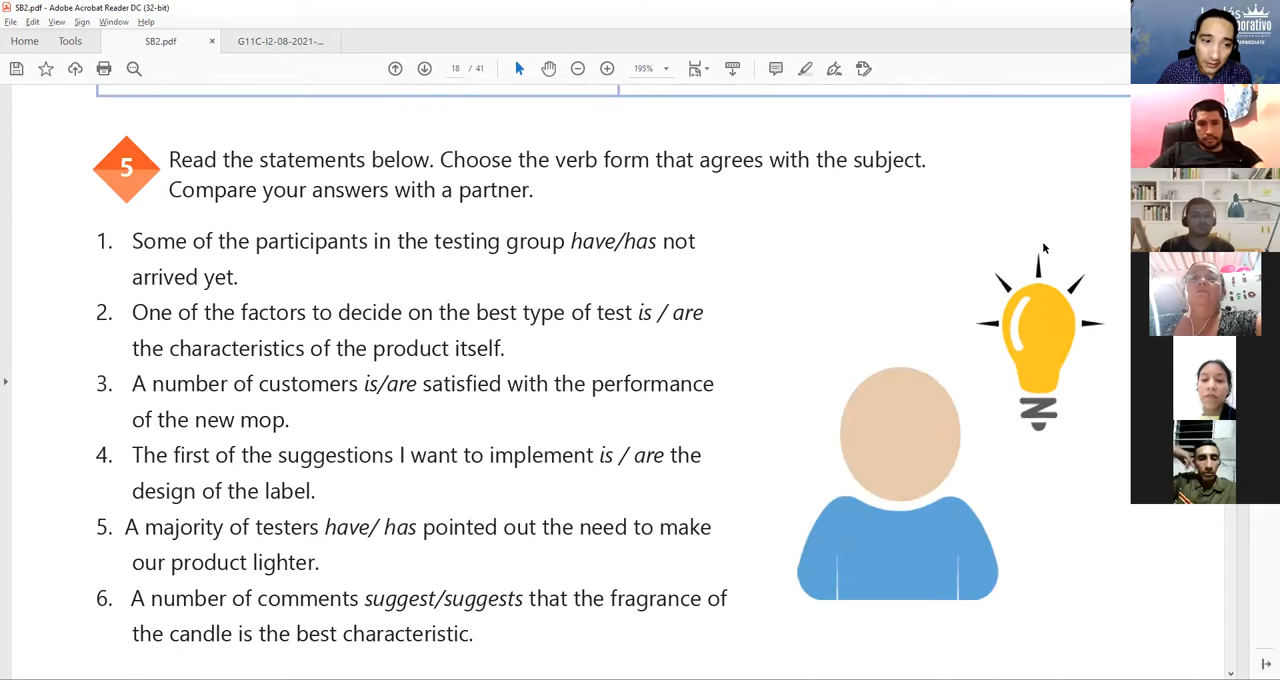 SB2.pdf - Adobe Acrobat Reader DC (32-bit)
File Edit View Sign Window Help
Home Tools SB2.pdf × G11C-I2-08-2021-...
18 / 41 195%
5
Read the statements below. Choose the verb form that agrees with the subject.
Compare your answers with a partner.
1. Some of the participants in the testing group have/has not
arrived yet.
2. One of the factors to decide on the best type of test is / are
the characteristics of the product itself.
3. A number of customers is/are satisfied with the performance
of the new mop.
4. The first of the suggestions I want to implement is / are the
design of the label.
5. A majority of testers have/ has pointed out the need to make
our product lighter.
6. A number of comments suggest/suggests that the fragrance of
the candle is the best characteristic.